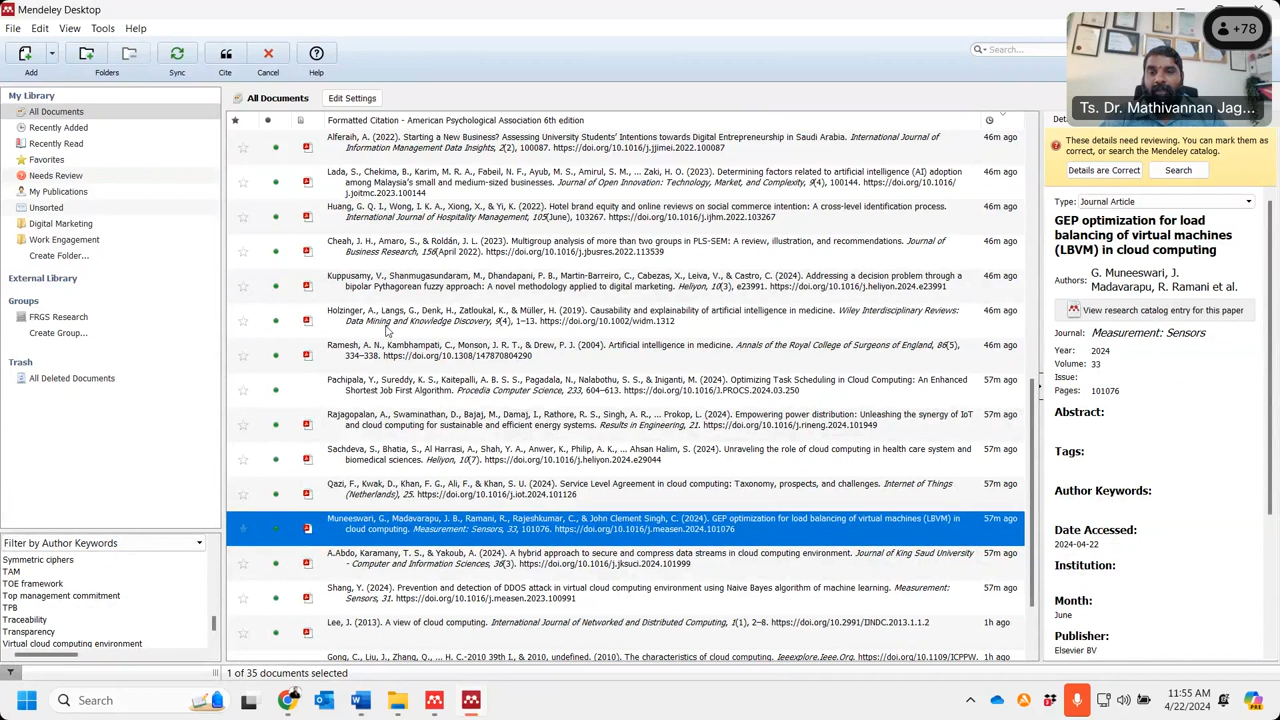 Mendeley Desktop
File Edit View Tools Help
Add Folders Sync Cite Cancel Help
Search...
+78
Ts. Dr. Mathivannan Jag...
My Library
All Documents
Recently Added
Recently Read
Favorites
Needs Review
My Publications
Unsorted
Digital Marketing
Work Engagement
Create Folder...
External Library
Groups
FRGS Research
Create Group...
Trash
All Deleted Documents
Filter by Author Keywords
Symmetric ciphers
TAM
TOE framework
Top management commitment
TPB
Traceability
Transparency
Virtual cloud computing environment
All Documents Edit Settings
Formatted Citation - American Psychological Association 6th edition
Alferaih, A. (2022). Starting a New Business? Assessing University Students' Intentions towards Digital Entrepreneurship in Saudi Arabia. International Journal of 46m ago
Information Management Data Insights, 2(2), 100087. https://doi.org/10.1016/j.jjimei.2022.100087
Lada, S., Chekima, B., Karim, M. R. A., Fabeil, N. F., Ayub, M. S., Amirul, S. M., ... Zaki, H. O. (2023). Determining factors related to artificial intelligence (AI) adoption 46m ago
among Malaysia's small and medium-sized businesses. Journal of Open Innovation: Technology, Market, and Complexity, 9(4), 100144. https://doi.org/10.1016/
j.joitmc.2023.100144
Huang, G. Q. I., Wong, I. K. A., Xiong, X., & Yi, K. (2022). Hotel brand equity and online reviews on social commerce intention: A cross-level identification process. 46m ago
International Journal of Hospitality Management, 105(June), 103267. https://doi.org/10.1016/j.ijhm.2022.103267
Cheah, J. H., Amaro, S., & Roldán, J. L. (2023). Multigroup analysis of more than two groups in PLS-SEM: A review, illustration, and recommendations. Journal of 46m ago
Business Research, 156(April 2022). https://doi.org/10.1016/j.jbusres.2022.113539
Kuppusamy, V., Shanmugasundaram, M., Dhandapani, P. B., Martin-Barreiro, C., Cabezas, X., Leiva, V., & Castro, C. (2024). Addressing a decision problem through a 46m ago
bipolar Pythagorean fuzzy approach: A novel methodology applied to digital marketing. Heliyon, 10(3), e23991. https://doi.org/10.1016/j.heliyon.2024.e23991
Holzinger, A., Langs, G., Denk, H., Zatloukal, K., & Müller, H. (2019). Causability and explainability of artificial intelligence in medicine. Wiley Interdisciplinary Reviews: 46m ago
Data Mining and Knowledge Discovery, 9(4), 1–13. https://doi.org/10.1002/widm.1312
Ramesh, A. N., Kambhampati, C., Monson, J. R. T., & Drew, P. J. (2004). Artificial intelligence in medicine. Annals of the Royal College of Surgeons of England, 86(5), 46m ago
334–338. https://doi.org/10.1308/147870804290
Pachipala, Y., Sureddy, K. S., Kaitepalli, A. B. S. S., Pagadala, N., Nalabothu, S. S., & Iniganti, M. (2024). Optimizing Task Scheduling in Cloud Computing: An Enhanced 57m ago
Shortest Job First Algorithm. Procedia Computer Science, 233, 604–613. https://doi.org/10.1016/J.PROCS.2024.03.250
Rajagopalan, A., Swaminathan, D., Bajaj, M., Damaj, I., Rathore, R. S., Singh, A. R., ... Prokop, L. (2024). Empowering power distribution: Unleashing the synergy of IoT 57m ago
and cloud computing for sustainable and efficient energy systems. Results in Engineering, 21. https://doi.org/10.1016/j.rineng.2024.101949
Sachdeva, S., Bhatia, S., Al Harrasi, A., Shah, Y. A., Anwer, K., Philip, A. K., ... Ahsan Halim, S. (2024). Unraveling the role of cloud computing in health care system and 57m ago
biomedical sciences. Heliyon, 10(7). https://doi.org/10.1016/j.heliyon.2024.e29044
Qazi, F., Kwak, D., Khan, F. G., Ali, F., & Khan, S. U. (2024). Service Level Agreement in cloud computing: Taxonomy, prospects, and challenges. Internet of Things 57m ago
(Netherlands), 25. https://doi.org/10.1016/j.iot.2024.101126
Muneeswari, G., Madavarapu, J. B., Ramani, R., Rajeshkumar, C., & John Clement Singh, C. (2024). GEP optimization for load balancing of virtual machines (LBVM) in 57m ago
cloud computing. Measurement: Sensors, 33, 101076. https://doi.org/10.1016/j.measen.2024.101076
A.Abdo, Karamany, T. S., & Yakoub, A. (2024). A hybrid approach to secure and compress data streams in cloud computing environment. Journal of King Saud University 57m ago
- Computer and Information Sciences, 36(3). https://doi.org/10.1016/j.jksuci.2024.101999
Shang, Y. (2024). Prevention and detection of DDOS attack in virtual cloud computing environment using Naive Bayes algorithm of machine learning. Measurement: 57m ago
Sensors, 31. https://doi.org/10.1016/j.measen.2023.100991
Lee, J. (2013). A view of cloud computing. International Journal of Networked and Distributed Computing, 1(1), 2–8. https://doi.org/10.2991/IJNDC.2013.1.1.2 1h ago
Gong, C., Liu, J., Zhang, Q., ... H. C.-2010 39th I., & 2010, undefined. (2010). The characteristics of cloud computing. Ieeexplore.Ieee.Org. https://doi.org/10.1109/ICPPW. 1h ago
1 of 35 documents selected
These details need reviewing. You can mark them as
correct, or search the Mendeley catalog.
Details are Correct Search
Type: Journal Article
GEP optimization for load
balancing of virtual machines
(LBVM) in cloud computing
Authors: G. Muneeswari, J.
Madavarapu, R. Ramani et al.
View research catalog entry for this paper
Journal: Measurement: Sensors
Year: 2024
Volume: 33
Issue:
Pages: 101076
Abstract:
Tags:
Author Keywords:
Date Accessed:
2024-04-22
Institution:
Month:
June
Publisher:
Elsevier BV
Search
11:55 AM
4/22/2024